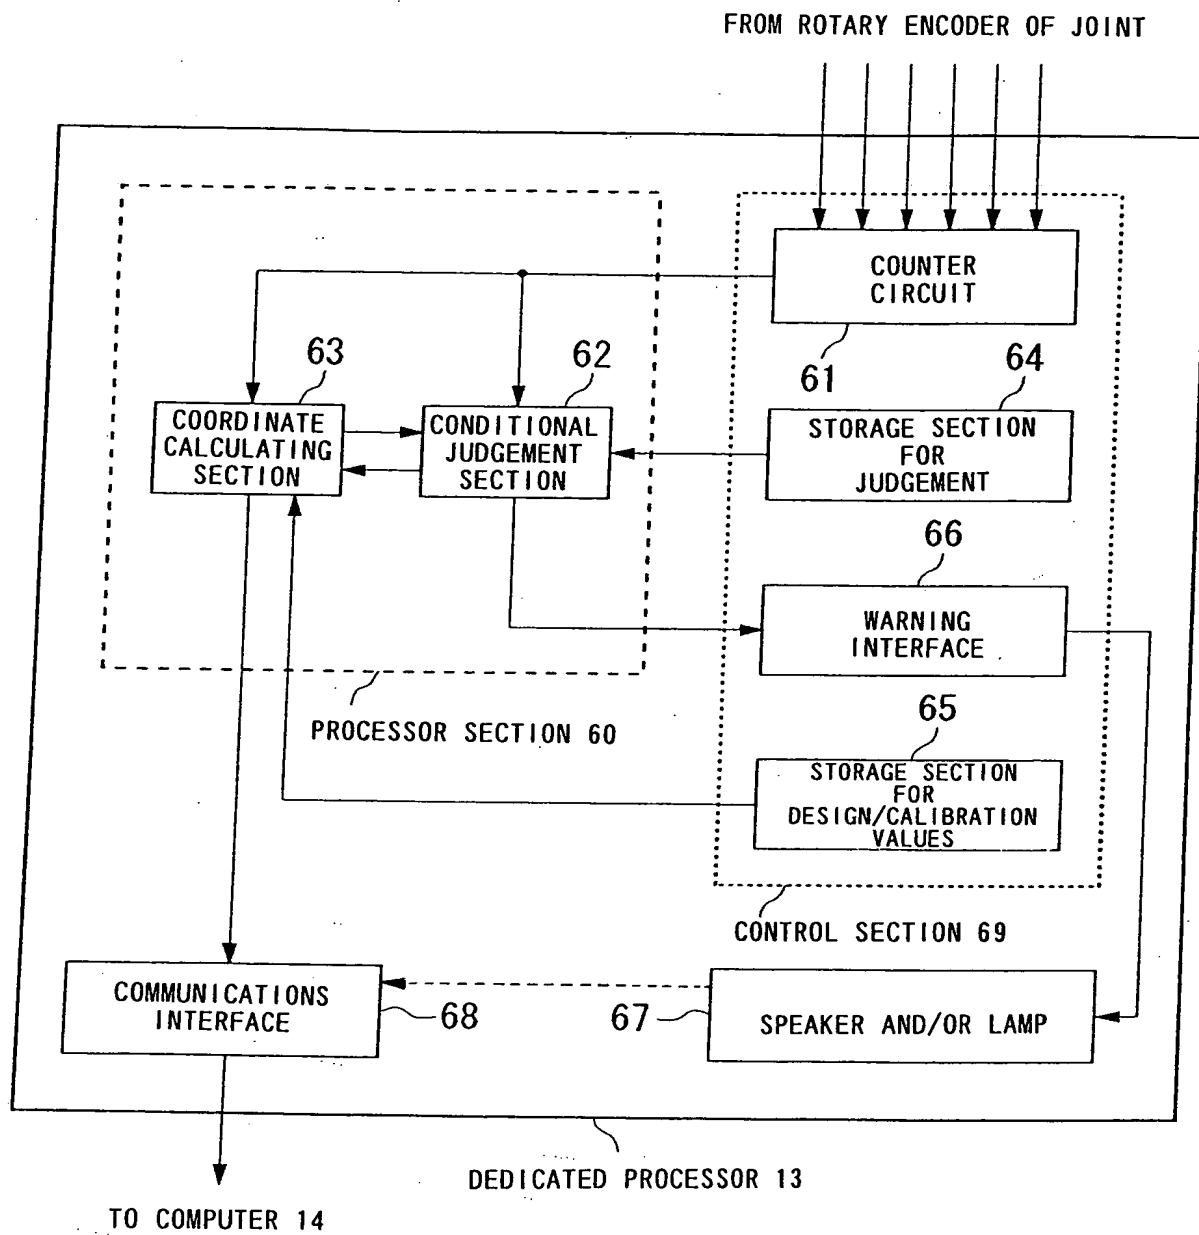 FROM ROTARY ENCODER OF JOINT
COUNTER
CIRCUIT
61
63
62
64
COORDINATE
CALCULATING
SECTION
CONDITIONAL
JUDGEMENT
SECTION
STORAGE SECTION
FOR
JUDGEMENT
66
WARNING
INTERFACE
PROCESSOR SECTION 60
65
STORAGE SECTION
FOR
DESIGN/CALIBRATION
VALUES
CONTROL SECTION 69
COMMUNICATIONS
INTERFACE
68
67
SPEAKER AND/OR LAMP
DEDICATED PROCESSOR 13
TO COMPUTER 14